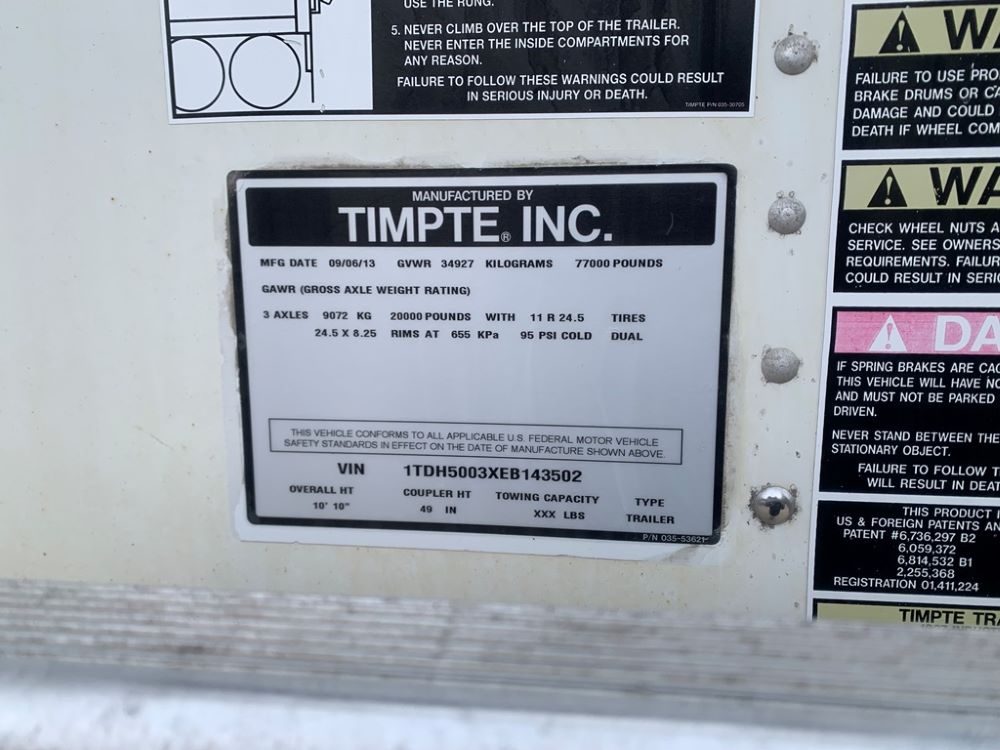 USE THE RUNG.
5. NEVER CLIMB OVER THE TOP OF THE TRAILER.
NEVER ENTER THE INSIDE COMPARTMENTS FOR
ANY REASON.
FAILURE TO FOLLOW THESE WARNINGS COULD RESULT
IN SERIOUS INJURY OR DEATH.
TIMPTE P/N 035-30705
MANUFACTURED BY
TIMPTE® INC.
MFG DATE 09/06/13 GVWR 34927 KILOGRAMS 77000 POUNDS
GAWR (GROSS AXLE WEIGHT RATING)
3 AXLES 9072 KG 20000 POUNDS WITH 11 R 24.5 TIRES
24.5 X 8.25 RIMS AT 655 KPa 95 PSI COLD DUAL
THIS VEHICLE CONFORMS TO ALL APPLICABLE U.S. FEDERAL MOTOR VEHICLE
SAFETY STANDARDS IN EFFECT ON THE DATE OF MANUFACTURE SHOWN ABOVE.
VIN 1TDH5003XEB143502
OVERALL HT COUPLER HT TOWING CAPACITY TYPE
10' 10" 49 IN XXX LBS TRAILER
P/N 035-53621
WA
FAILURE TO USE PRO
BRAKE DRUMS OR CA
DAMAGE AND COULD
DEATH IF WHEEL COM
WA
CHECK WHEEL NUTS A
SERVICE. SEE OWNERS
REQUIREMENTS. FAILUR
COULD RESULT IN SERI
DA
IF SPRING BRAKES ARE CAG
THIS VEHICLE WILL HAVE NO
AND MUST NOT BE PARKED
DRIVEN.
NEVER STAND BETWEEN THE
STATIONARY OBJECT.
FAILURE TO FOLLOW T
WILL RESULT IN DEAT
THIS PRODUCT I
US & FOREIGN PATENTS AN
PATENT #6,736,297 B2
6,059,372
6,814,532 B1
2,255,368
REGISTRATION 01,411,224
TIMPTE TRA